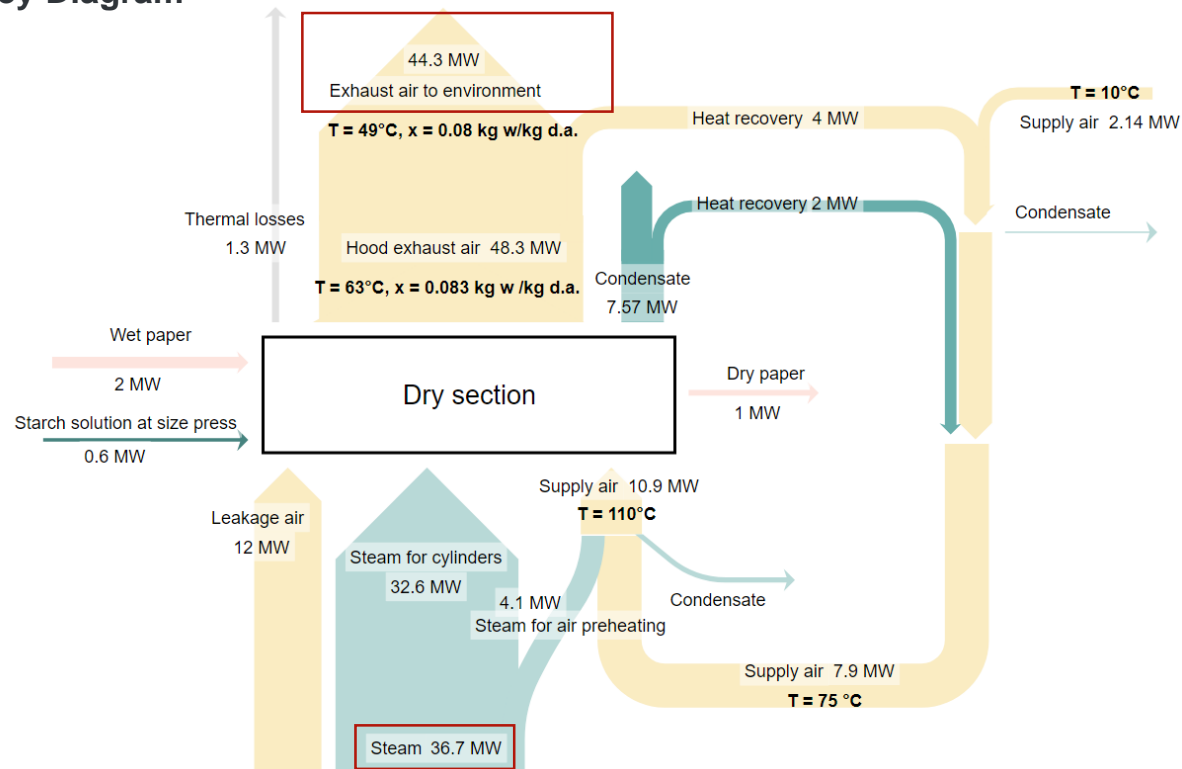 by Diagram
44.3 MW
Exhaust air to environment
T = 49°C, x = 0.08 kg w/kg d.a.
Heat recovery 4 MW
T = 10°C
Supply air 2.14 MW
Heat recovery 2 MW
Condensate
Thermal losses
1.3 MW
Hood exhaust air 48.3 MW
T = 63°C, x = 0.083 kg w /kg d.a.
Condensate
7.57 MW
Wet paper
2 MW
Starch solution at size press
0.6 MW
Dry section
Dry paper
1 MW
Leakage air
12 MW
Steam for cylinders
32.6 MW
Supply air 10.9 MW
T = 110°C
4.1 MW
Steam for air preheating
Condensate
Supply air 7.9 MW
T = 75 °C
Steam 36.7 MW